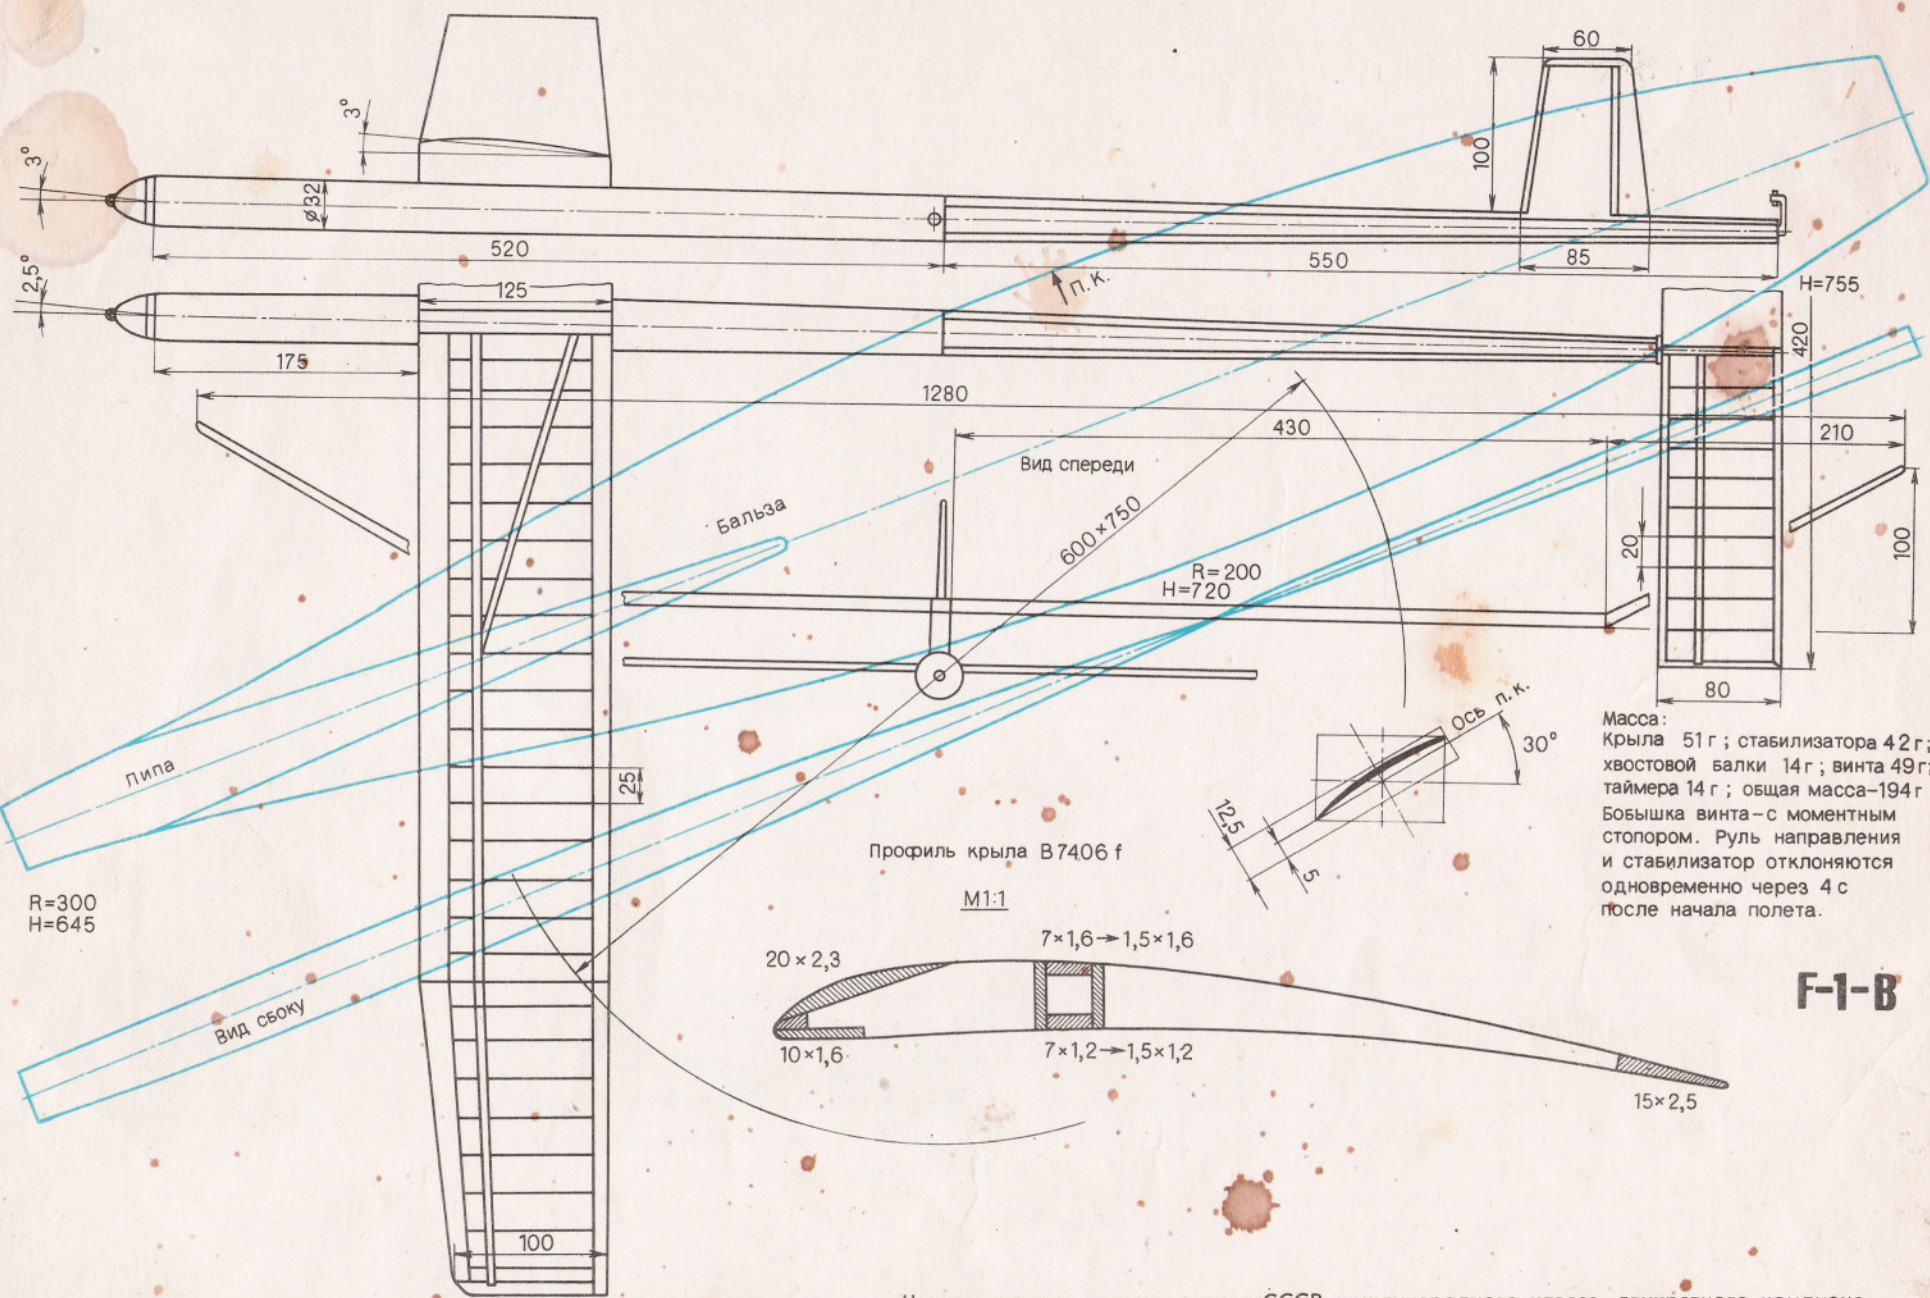 60
3°
100
3°
ø32
520
550
85
2,5°
125
П.К.
H=755
175
420
1280
430
210
Вид спереди
Бальза
600×750
R=200
H=720
20
100
80
Липа
25
Ось п.к.
30°
12,5
5
Масса:
Крыла 51 г; стабилизатора 42 г;
хвостовой балки 14 г; винта 49 г;
таймера 14 г; общая масса-194 г
Бобышка винта-с моментным
стопором. Руль направления
и стабилизатор отклоняются
одновременно через 4 с
после начала полета.
Профиль крыла B7406 f
М1:1
R=300
H=645
7×1,6→1,5×1,6
20×2,3
F-1-B
Вид сбоку
10×1,6
7×1,2→1,5×1,2
15×2,5
100
СССР